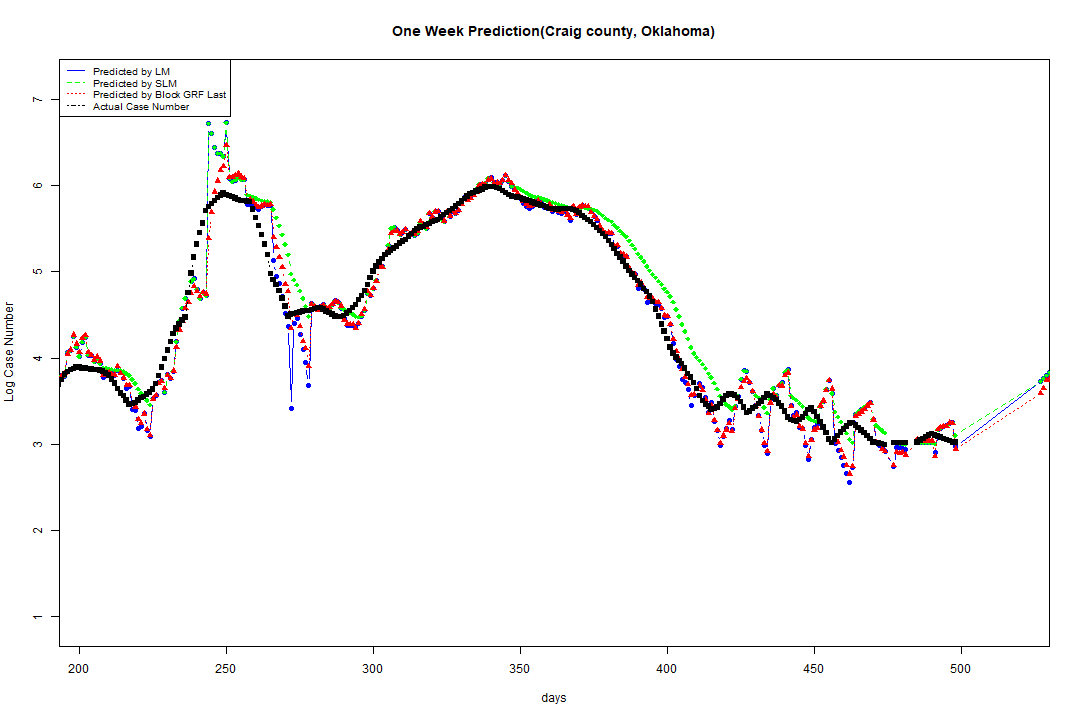 One Week Prediction(Craig county, Oklahoma)
Predicted by LM
Predicted by SLM
Predicted by Block GRF Last
Actual Case Number
7
6
5
4
3
2
1
Log Case Number
200 250 300 350 400 450 500
days